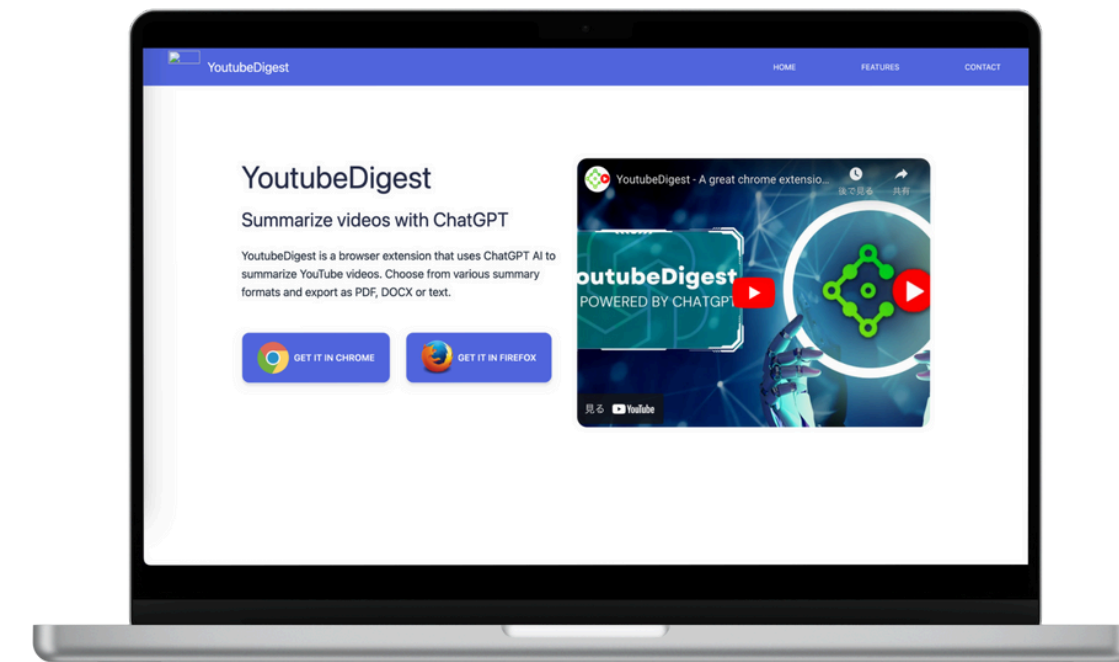 YoutubeDigest
HOME
FEATURES
CONTACT
YoutubeDigest
Summarize videos with ChatGPT
YoutubeDigest is a browser extension that uses ChatGPT AI to
summarize YouTube videos. Choose from various summary
formats and export as PDF, DOCX or text.
GET IT IN CHROME
GET IT IN FIREFOX
YoutubeDigest - A great chrome extensio...
後で見る
共有
outubeDigest
POWERED BY CHATGPT
見る
YouTube